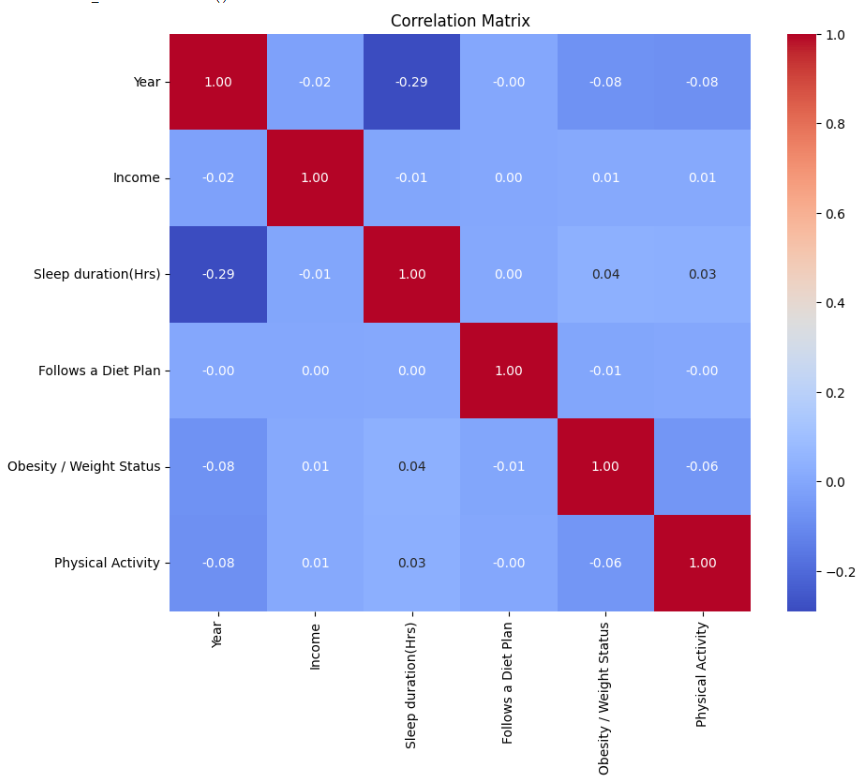 Correlation Matrix
1.0
Year 1.00 -0.02 -0.29 -0.00 -0.08 -0.08
0.8
Income -0.02 1.00 -0.01 0.00 0.01 0.01
0.6
Sleep duration(Hrs) -0.29 -0.01 1.00 0.00 0.04 0.03
0.4
Follows a Diet Plan -0.00 0.00 0.00 1.00 -0.01 -0.00
0.2
Obesity / Weight Status -0.08 0.01 0.04 -0.01 1.00 -0.06
0.0
Physical Activity -0.08 0.01 0.03 -0.00 -0.06 1.00
−0.2
Year
Income
Sleep duration(Hrs)
Follows a Diet Plan
Obesity / Weight Status
Physical Activity